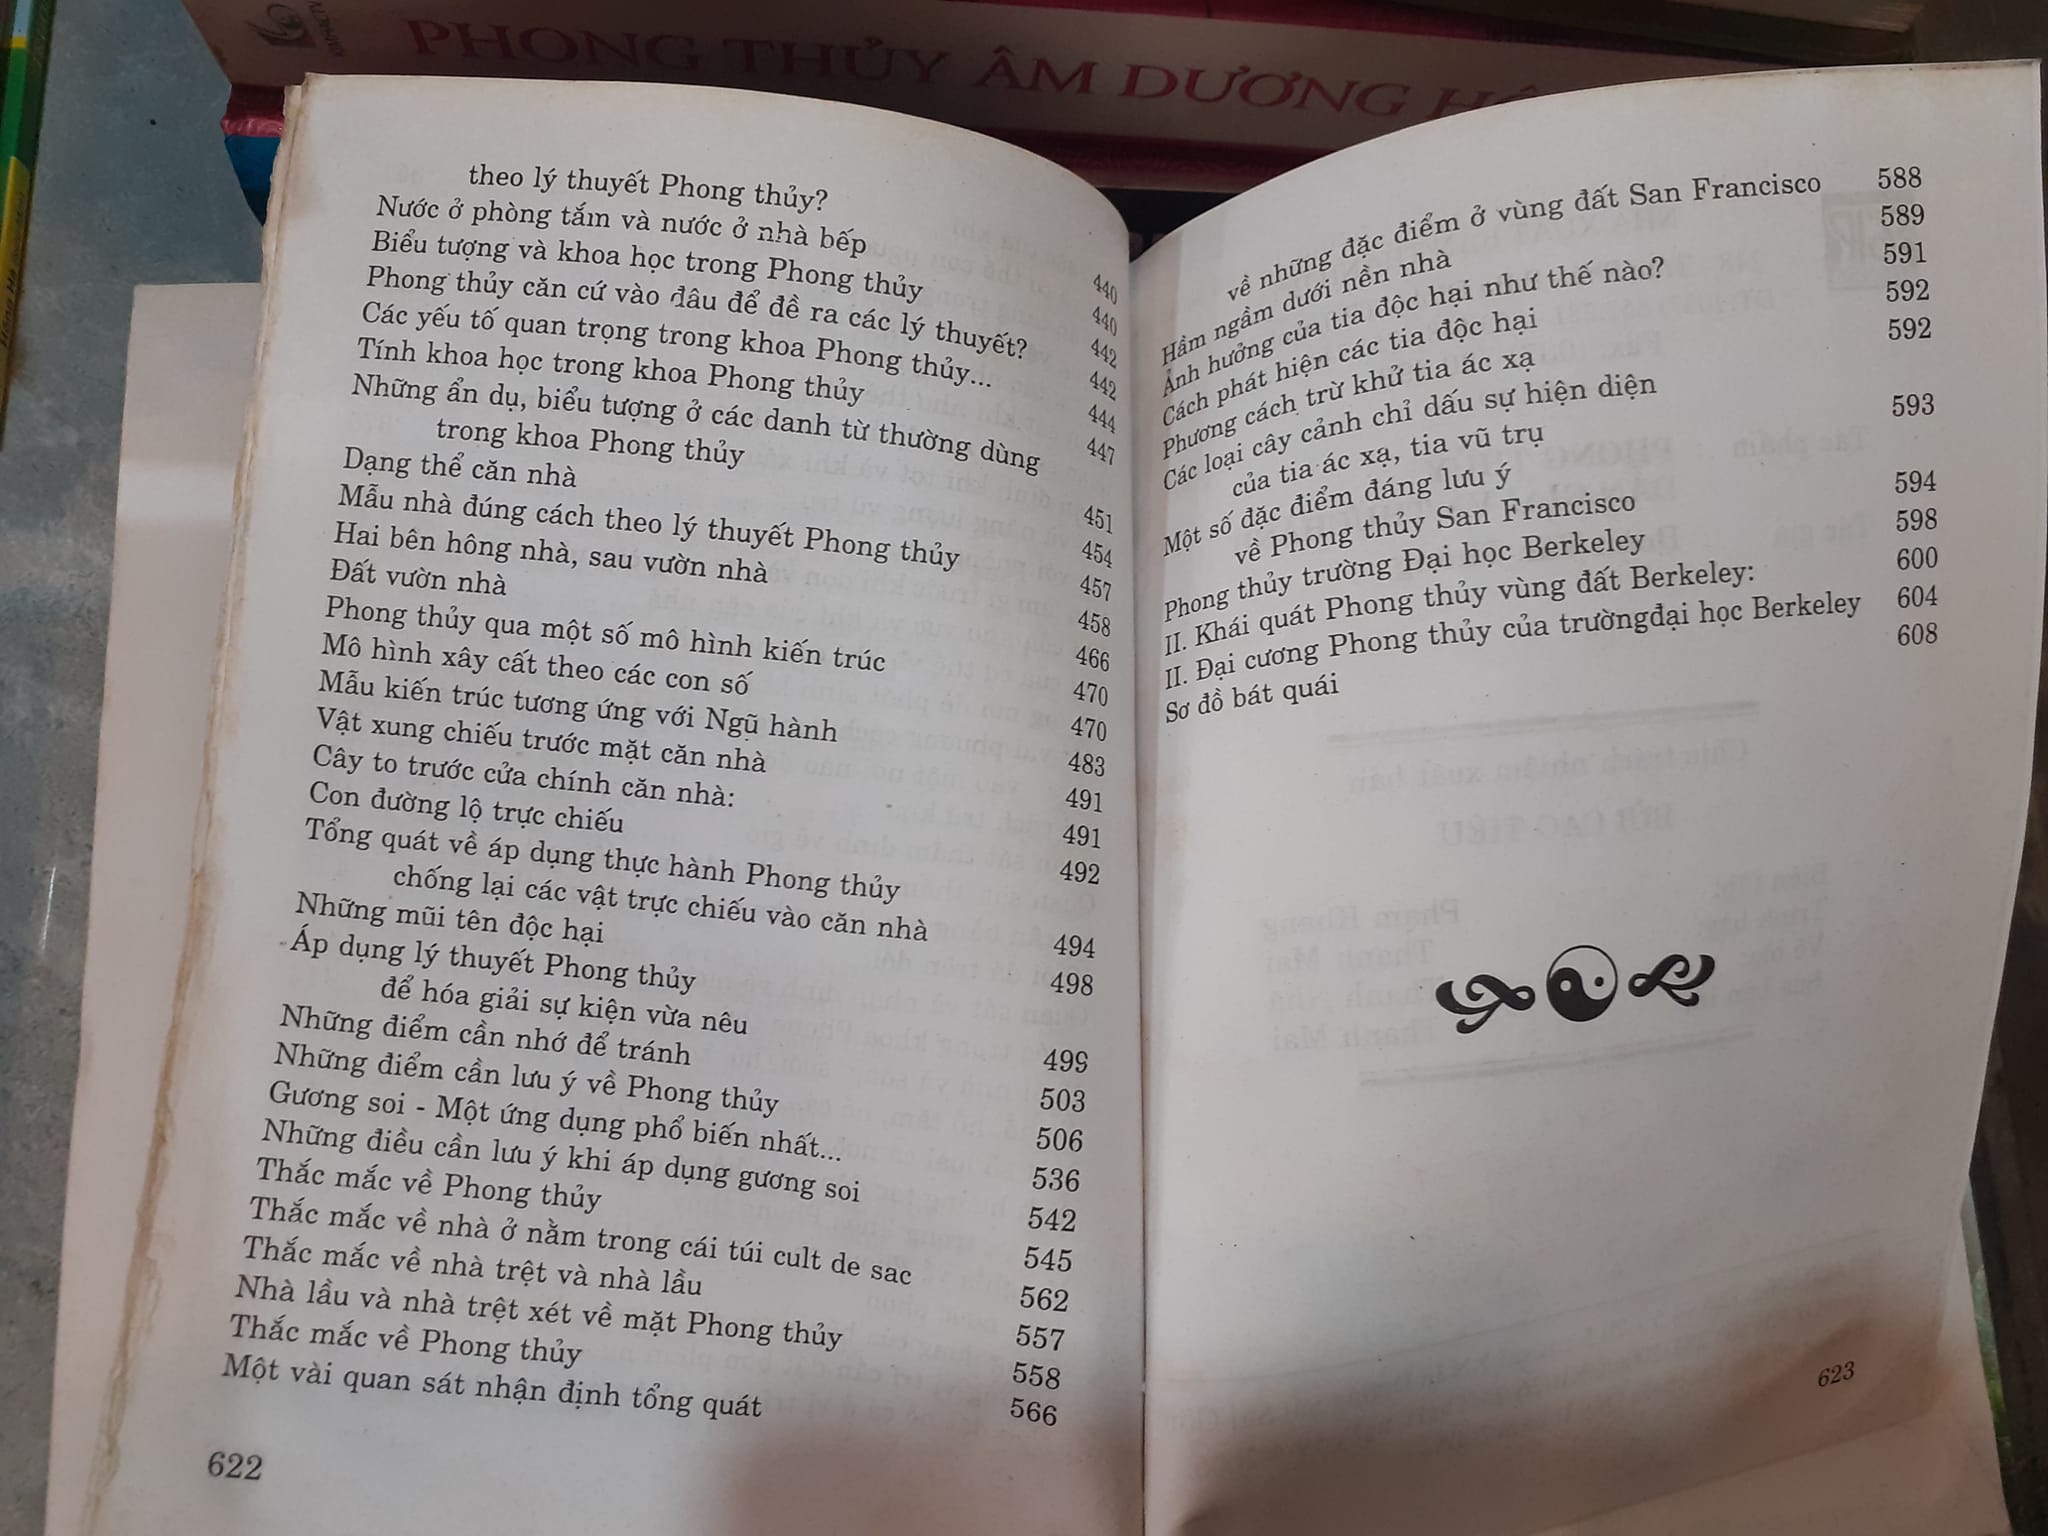 PHONG THỦY ÂM DƯƠNG
theo lý thuyết Phong thủy? 440
Nước ở phòng tắm và nước ở nhà bếp 440
Biểu tượng và khoa học trong Phong thủy 442
Phong thủy căn cứ vào đâu để đề ra các lý thuyết? 442
Các yếu tố quan trọng trong khoa Phong thủy... 444
Tính khoa học trong khoa Phong thủy 447
Những ẩn dụ, biểu tượng ở các danh từ thường dùng
trong khoa Phong thủy 451
Dạng thể căn nhà 454
Mẫu nhà đúng cách theo lý thuyết Phong thủy 457
Hai bên hông nhà, sau vườn nhà 458
Đất vườn nhà 466
Phong thủy qua một số mô hình kiến trúc 470
Mô hình xây cất theo các con số 470
Mẫu kiến trúc tương ứng với Ngũ hành 483
Vật xung chiếu trước mặt căn nhà 491
Cây to trước cửa chính căn nhà: 491
Con đường lộ trực chiếu 492
Tổng quát về áp dụng thực hành Phong thủy
chống lại các vật trực chiếu vào căn nhà 494
Những mũi tên độc hại 498
Áp dụng lý thuyết Phong thủy
để hóa giải sự kiện vừa nêu 499
Những điểm cần nhớ để tránh 503
Những điểm cần lưu ý về Phong thủy 506
Gương soi - Một ứng dụng phổ biến nhất... 536
Những điều cần lưu ý khi áp dụng gương soi 542
Thắc mắc về Phong thủy 545
Thắc mắc về nhà ở nằm trong cái túi cult de sac 562
Thắc mắc về nhà trệt và nhà lầu 557
Nhà lầu và nhà trệt xét về mặt Phong thủy 558
Thắc mắc về Phong thủy 566
Một vài quan sát nhận định tổng quát
622
về những đặc điểm ở vùng đất San Francisco 588
Hầm ngầm dưới nền nhà 589
Ảnh hưởng của tia độc hại như thế nào? 591
Cách phát hiện các tia độc hại 592
Phương cách trừ khử tia ác xạ 592
Các loại cây cảnh chỉ dấu sự hiện diện
của tia ác xạ, tia vũ trụ 593
Một số đặc điểm đáng lưu ý
về Phong thủy San Francisco 594
Phong thủy trường Đại học Berkeley 598
II. Khái quát Phong thủy vùng đất Berkeley: 600
II. Đại cương Phong thủy của trườngđại học Berkeley 604
Sơ đồ bát quái 608
623